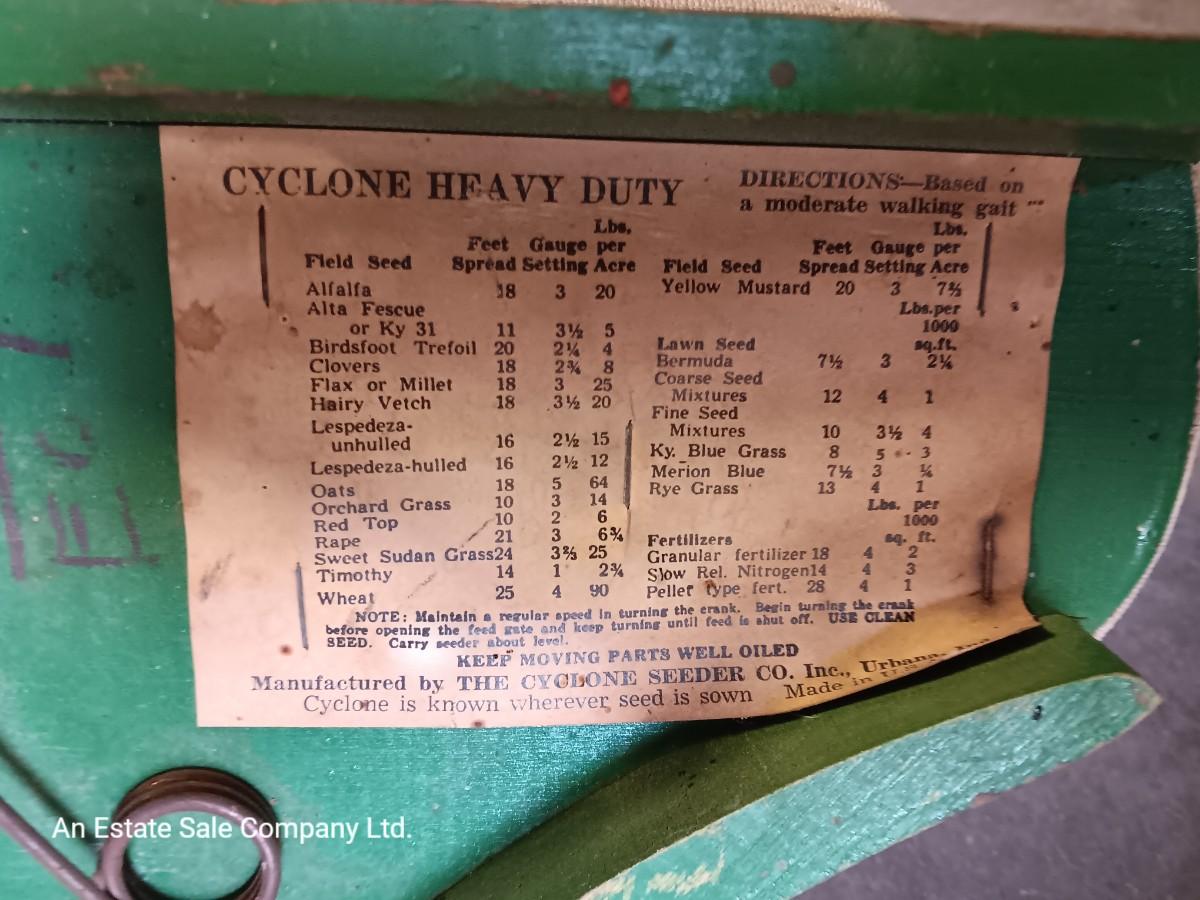 CYCLONE HEAVY DUTY
DIRECTIONS—Based on
a moderate walking gait
Lbs.
Feet Gauge per
Field Seed Spread Setting Acre
Alfalfa 18 3 20
Alta Fescue
or Ky 31 11 3½ 5
Birdsfoot Trefoil 20 2¼ 4
Clovers 18 2¾ 8
Flax or Millet 18 3 25
Hairy Vetch 18 3½ 20
Lespedeza-
unhulled 16 2½ 15
Lespedeza-hulled 16 2½ 12
Oats 18 5 64
Orchard Grass 10 3 14
Red Top 10 2 6
Rape 21 3 6¾
Sweet Sudan Grass 24 3⅔ 25
Timothy 14 1 2¾
Wheat 25 4 90
Lbs.
Feet Gauge per
Field Seed Spread Setting Acre
Yellow Mustard 20 3
Lbs. per
1000
Lawn Seed sq. ft.
Bermuda 7½ 3 2¼
Coarse Seed
Mixtures 12 4 1
Fine Seed
Mixtures 10 3½ 4
Ky. Blue Grass 8 5 3
Merion Blue 7½ 3 ¼
Rye Grass 13 4 1
Lbs. per
1000
Fertilizers sq. ft.
Granular fertilizer 18 4 2
Slow Rel. Nitrogen 14 4 3
Pellet type fert. 28 4 1
NOTE: Maintain a regular speed in turning the crank. Begin turning the crank
before opening the feed gate and keep turning until feed is shut off. USE CLEAN
SEED. Carry seeder about level.
KEEP MOVING PARTS WELL OILED
Manufactured by THE CYCLONE SEEDER CO. Inc., Urbana,
Cyclone is known wherever seed is sown Made in
An Estate Sale Company Ltd.